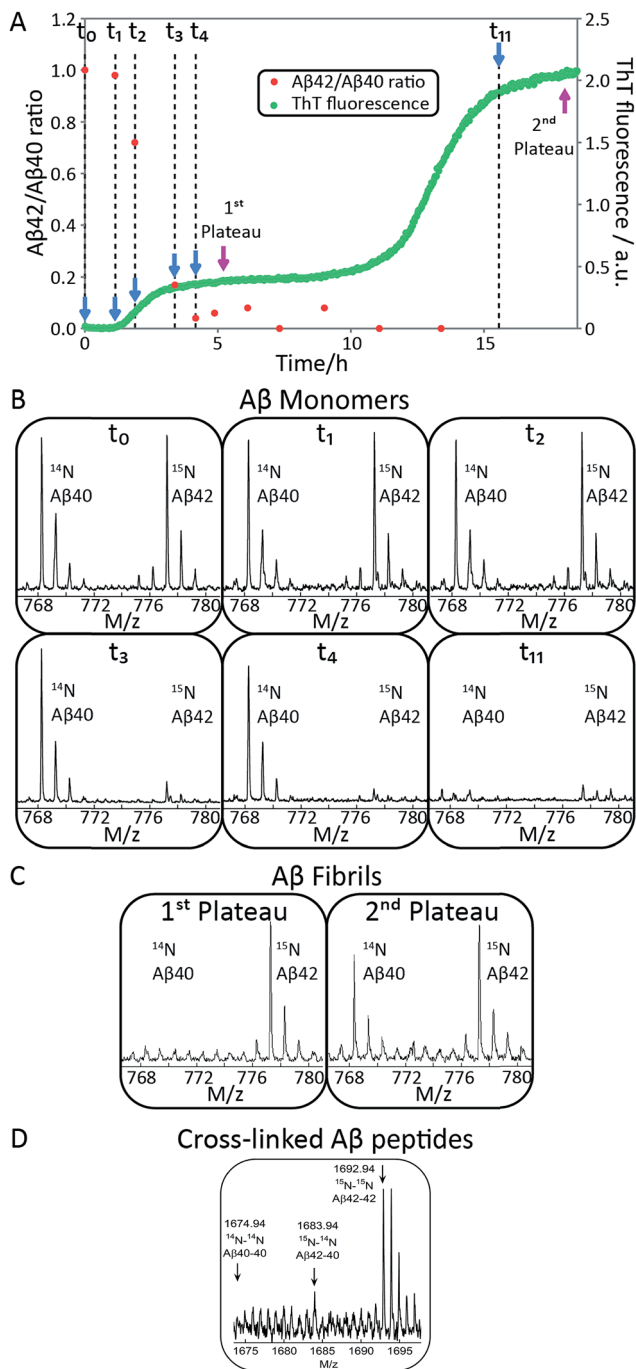 A
t₀ t₁ t₂ t₃ t₄ t₁₁
1.2
1.0
0.8
0.6
0.4
0.2
0.0
Aβ42/Aβ40 ratio
2.5
2.0
1.5
1.0
0.5
0
ThT fluorescence / a.u.
Aβ42/Aβ40 ratio
ThT fluorescence
1st
Plateau
2nd
Plateau
0 5 10 15
Time/h
B
Aβ Monomers
t₀
¹⁴N
Aβ40
¹⁵N
Aβ42
768 772 776 780
M/z
t₁
¹⁴N
Aβ40
¹⁵N
Aβ42
768 772 776 780
M/z
t₂
¹⁴N
Aβ40
¹⁵N
Aβ42
768 772 776 780
M/z
t₃
¹⁴N
Aβ40
¹⁵N
Aβ42
768 772 776 780
M/z
t₄
¹⁴N
Aβ40
¹⁵N
Aβ42
768 772 776 780
M/z
t₁₁
¹⁴N
Aβ40
¹⁵N
Aβ42
768 772 776 780
M/z
C
Aβ Fibrils
1st Plateau
¹⁴N
Aβ40
¹⁵N
Aβ42
768 772 776 780
M/z
2nd Plateau
¹⁴N
Aβ40
¹⁵N
Aβ42
768 772 776 780
M/z
D
Cross-linked Aβ peptides
1674.94
¹⁴N-¹⁴N
Aβ40-40
1683.94
¹⁵N-¹⁴N
Aβ42-40
1692.94
¹⁵N-¹⁵N
Aβ42-42
1675 1680 1685 1690 1695
M/z